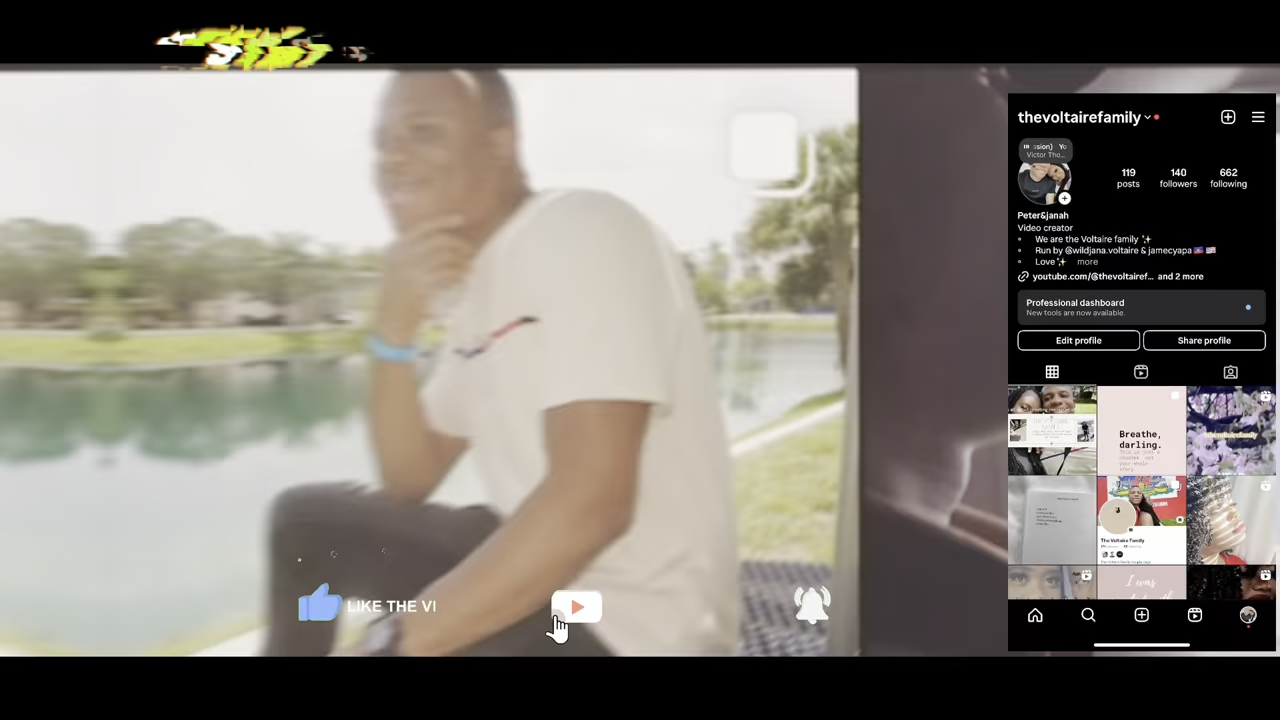 thevoltairefamily
Victor Tho...
119 140 662
posts followers following
Peter&janah
Video creator
We are the Voltaire family ✨
Run by @wildjana.voltaire & jamecyapa 🇭🇹 🇺🇸
Love✨ more
youtube.com/@thevoltairef... and 2 more
Professional dashboard
New tools are now available.
Edit profile Share profile
Breathe,
darling.
The Voltaire Family
I was
LIKE THE VI